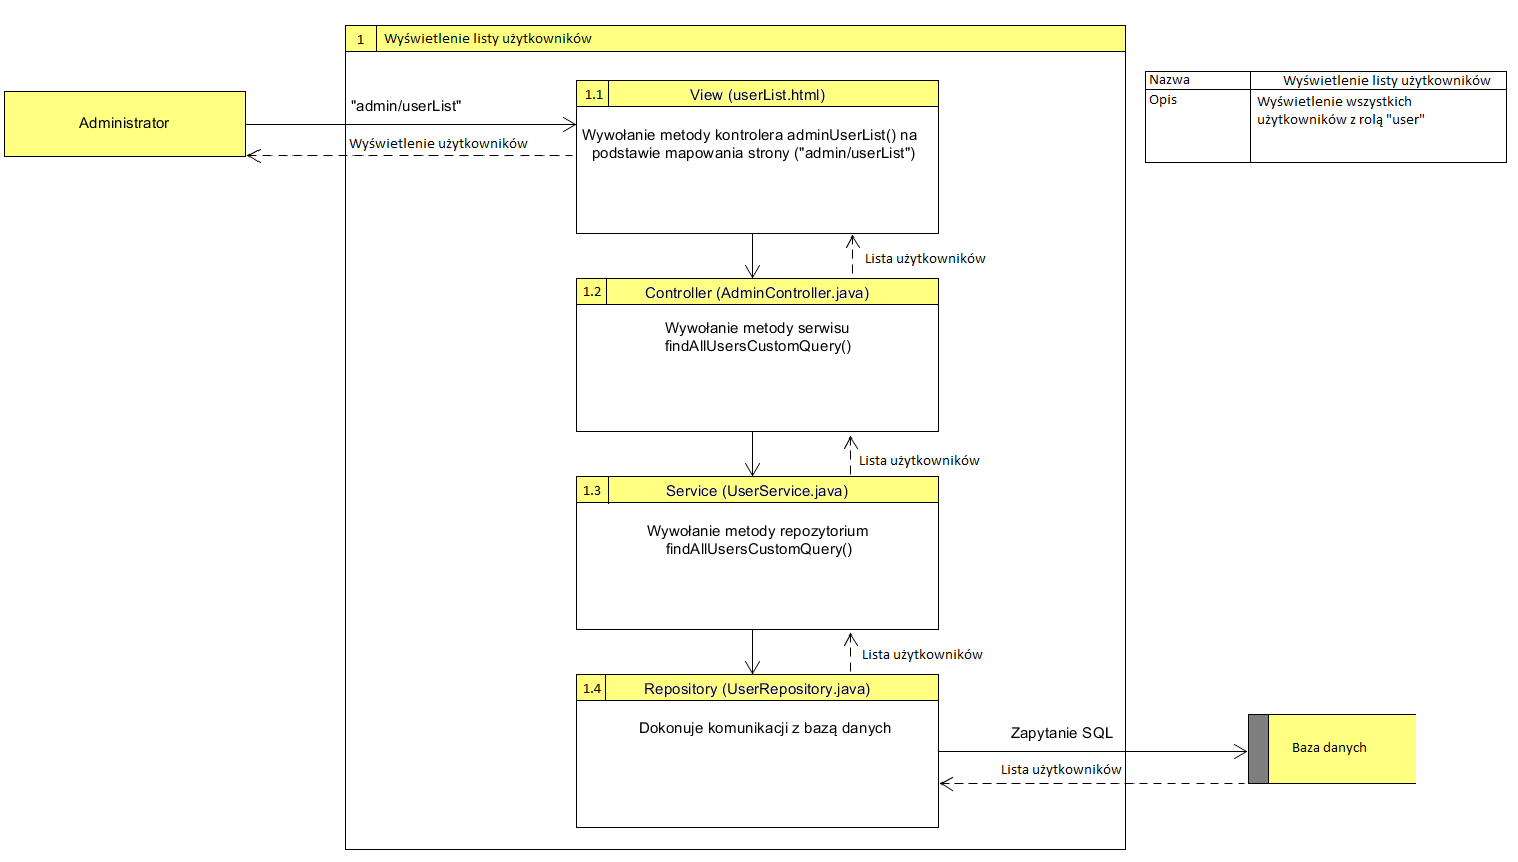 1 Wyświetlenie listy użytkowników
Nazwa Wyświetlenie listy użytkowników
Opis Wyświetlenie wszystkich
użytkowników z rolą "user"
Administrator
"admin/userList"
Wyświetlenie użytkowników
1.1 View (userList.html)
Wywołanie metody kontrolera adminUserList() na
podstawie mapowania strony ("admin/userList")
Lista użytkowników
1.2 Controller (AdminController.java)
Wywołanie metody serwisu
findAllUsersCustomQuery()
Lista użytkowników
1.3 Service (UserService.java)
Wywołanie metody repozytorium
findAllUsersCustomQuery()
Lista użytkowników
1.4 Repository (UserRepository.java)
Dokonuje komunikacji z bazą danych
Zapytanie SQL
Lista użytkowników
Baza danych